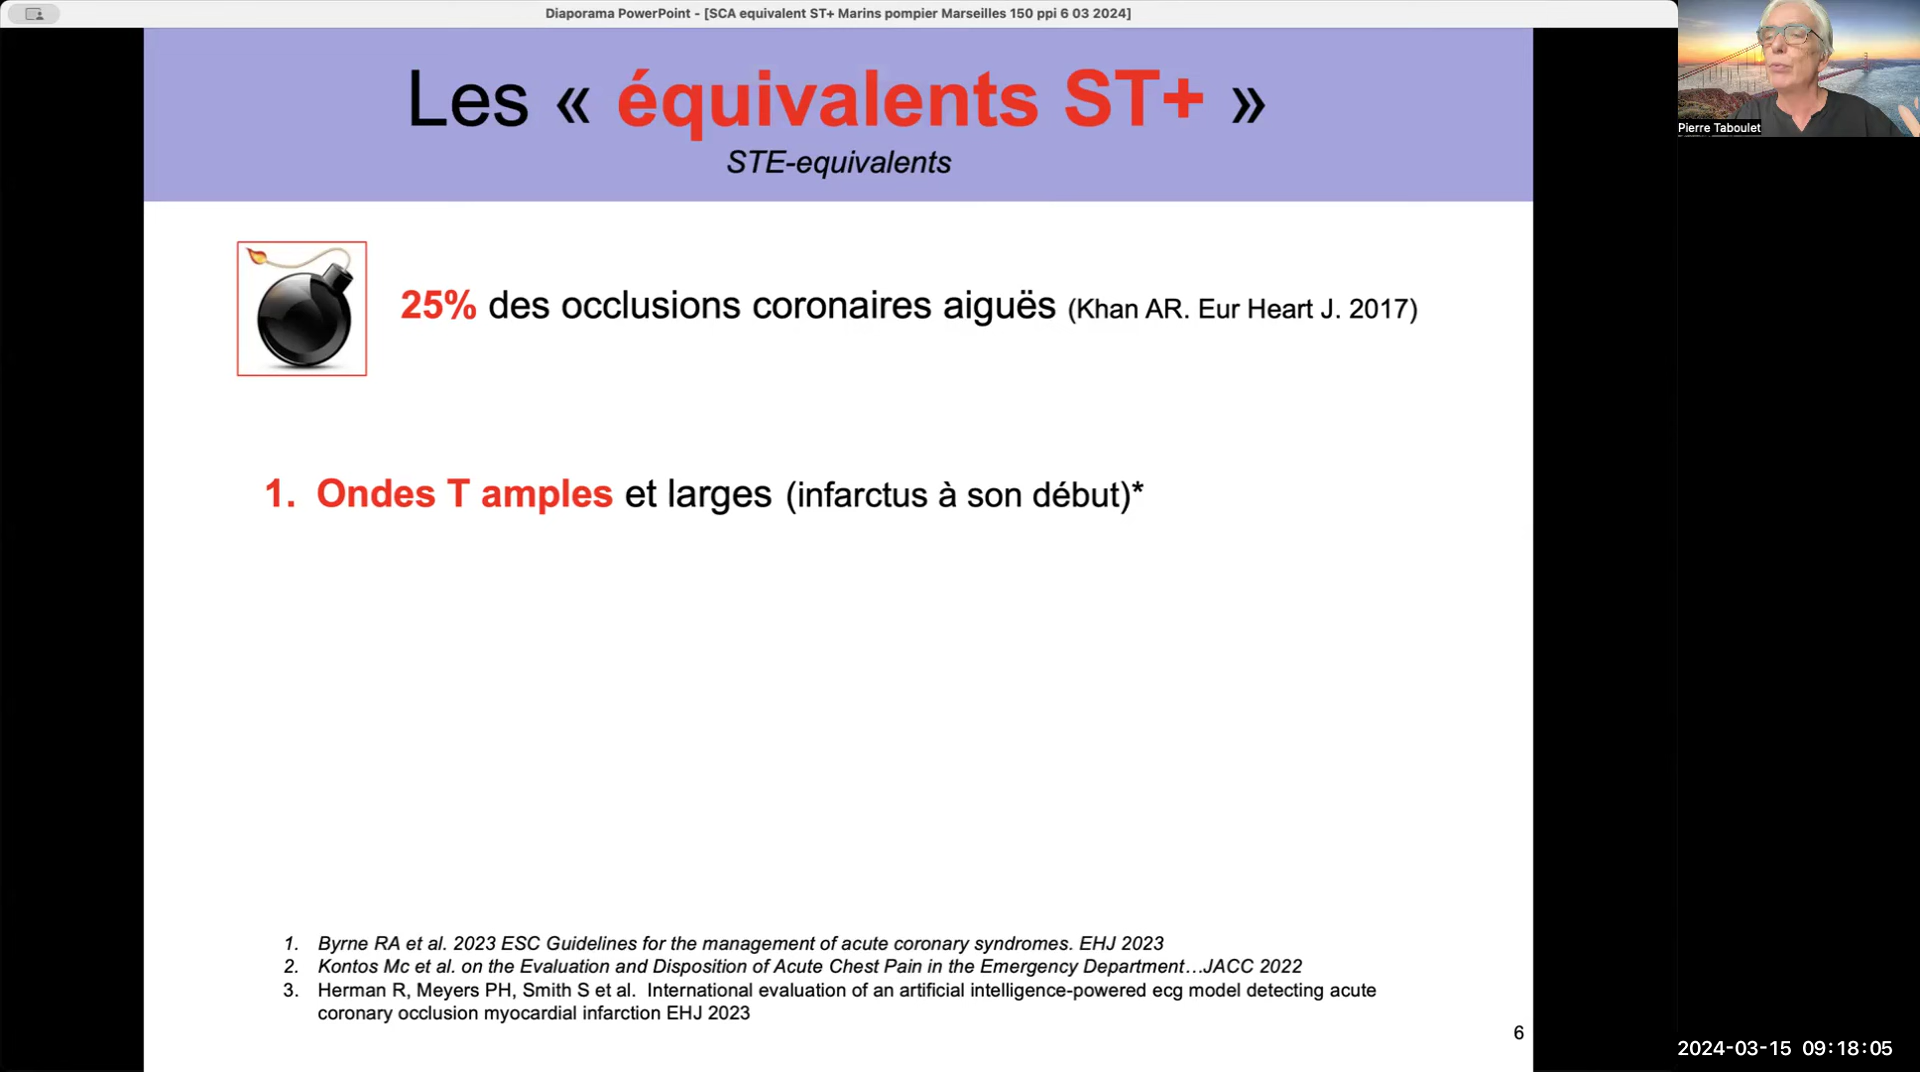 Diaporama PowerPoint - [SCA equivalent ST+ Marins pompier Marseilles 150 ppi 6 03 2024]
Les « équivalents ST+ »
STE-equivalents
25% des occlusions coronaires aiguës (Khan AR. Eur Heart J. 2017)
1. Ondes T amples et larges (infarctus à son début)*
1. Byrne RA et al. 2023 ESC Guidelines for the management of acute coronary syndromes. EHJ 2023
2. Kontos Mc et al. on the Evaluation and Disposition of Acute Chest Pain in the Emergency Department…JACC 2022
3. Herman R, Meyers PH, Smith S et al. International evaluation of an artificial intelligence-powered ecg model detecting acute
coronary occlusion myocardial infarction EHJ 2023
6
Pierre Taboulet
2024-03-15 09:18:05